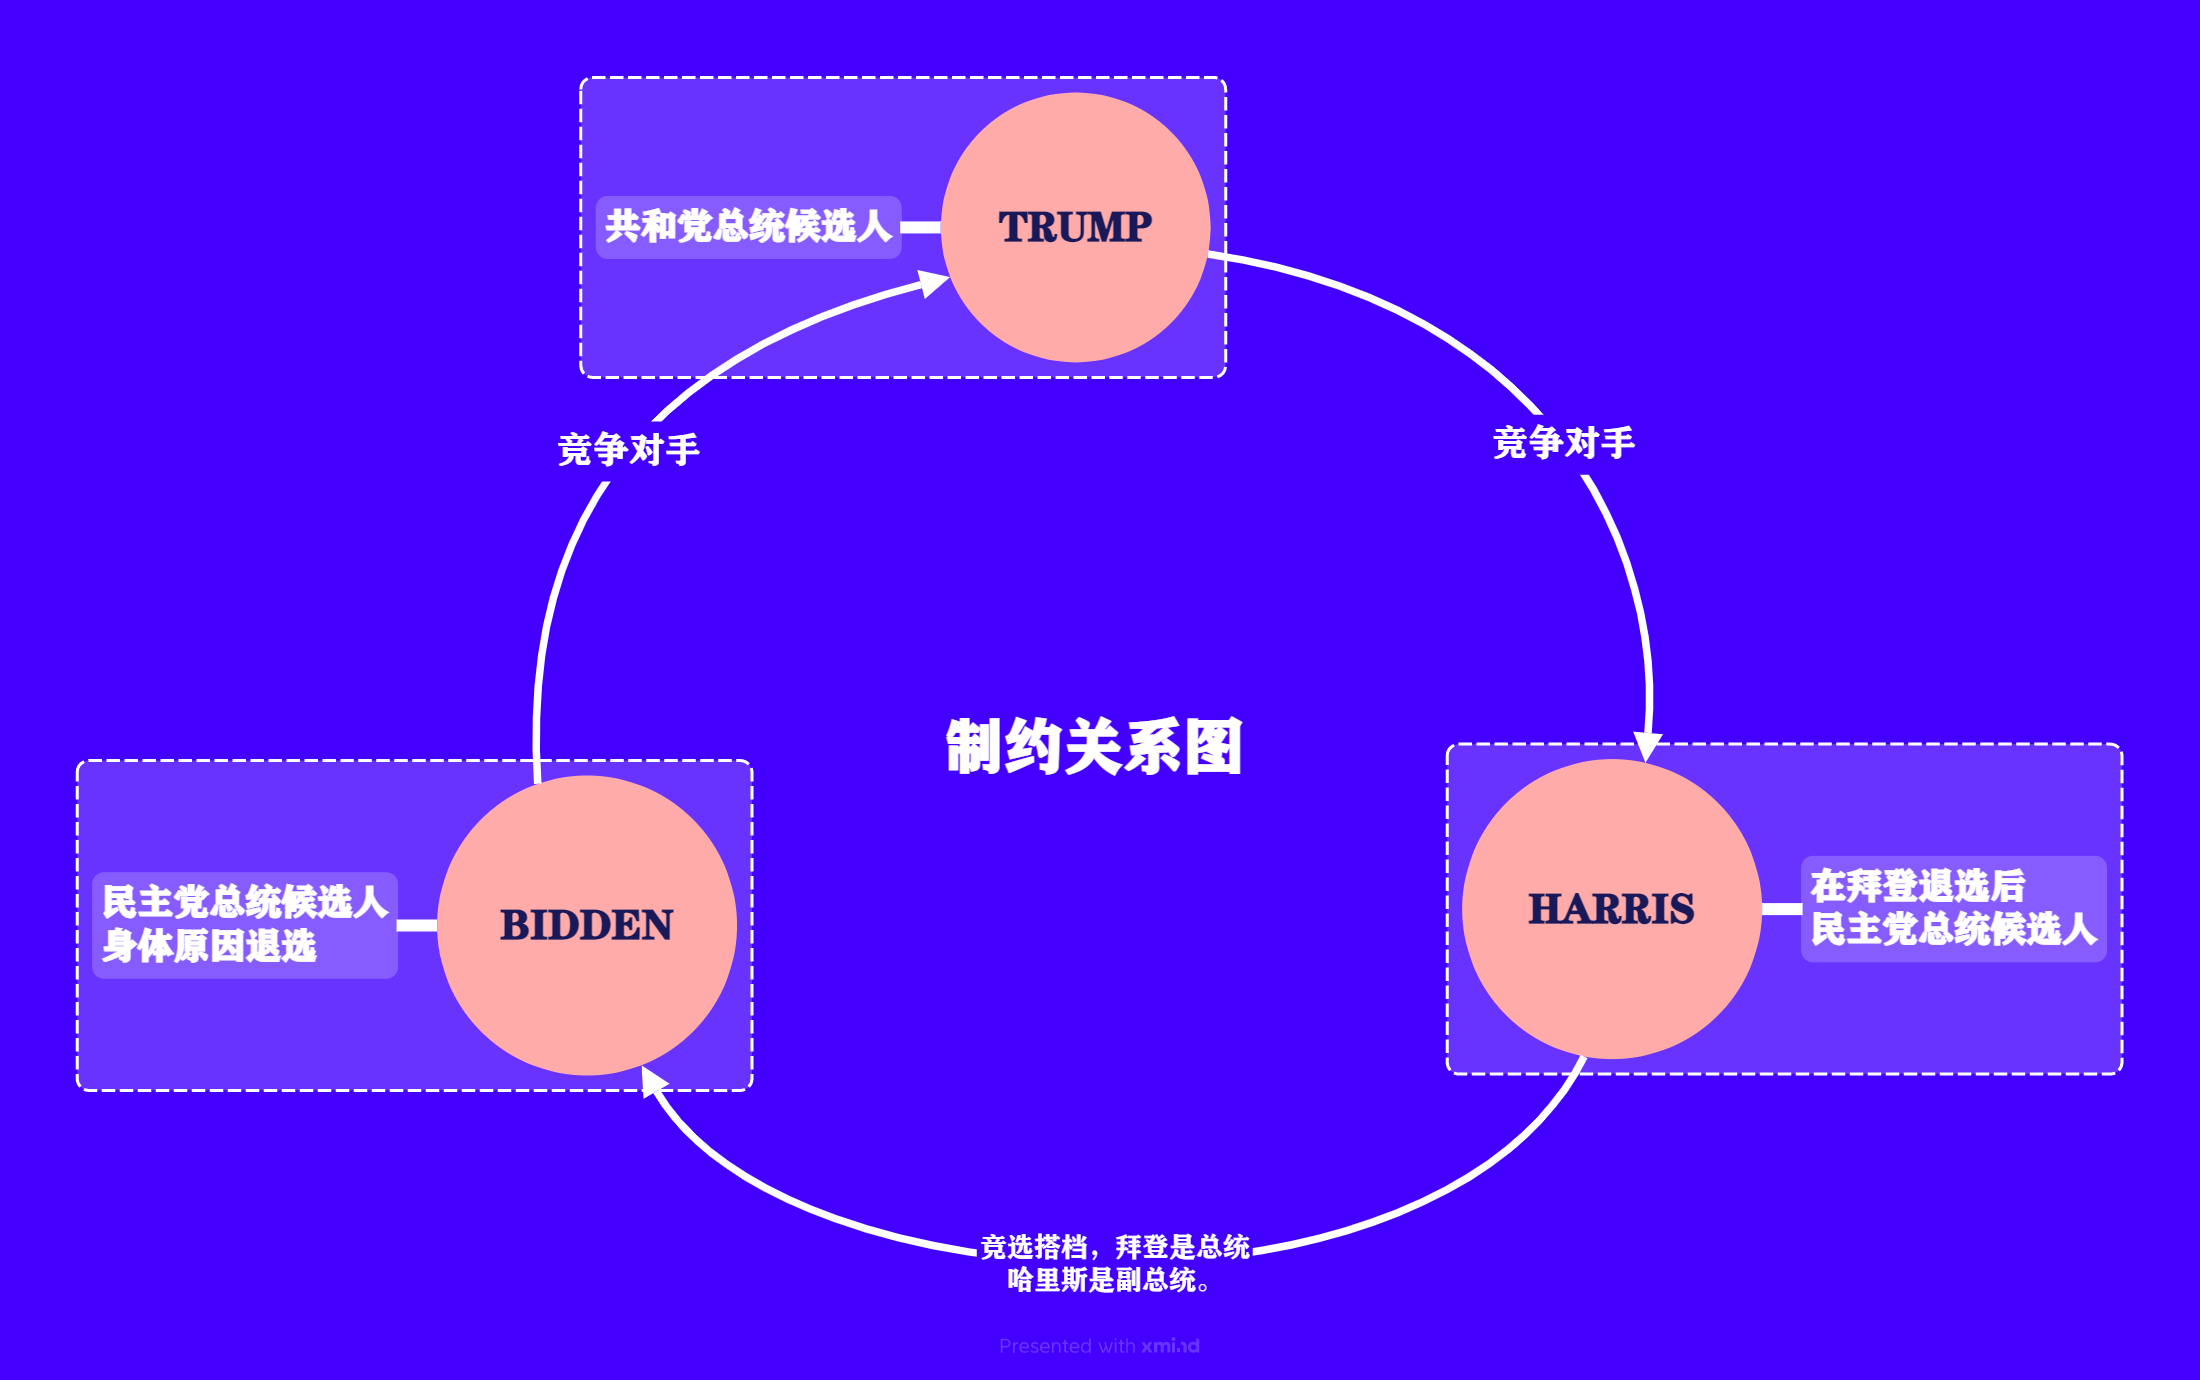 共和党总统候选人
TRUMP
竞争对手
竞争对手
制约关系图
民主党总统候选人
身体原因退选
BIDDEN
HARRIS
在拜登退选后
民主党总统候选人
竞选搭档，拜登是总统
哈里斯是副总统。
Presented with xmind